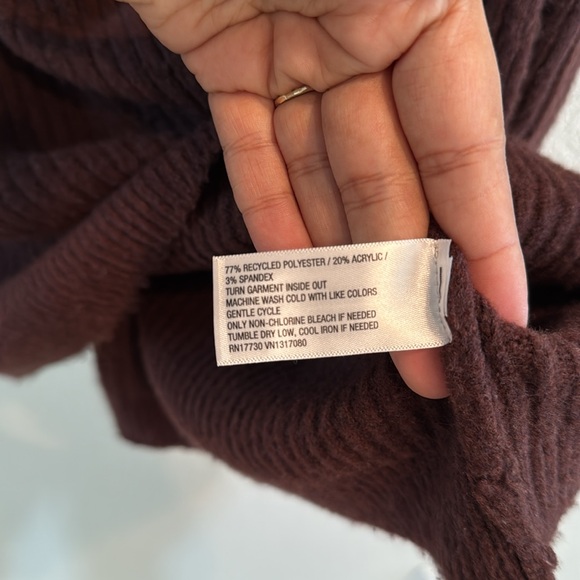 77% RECYCLED POLYESTER / 20% ACRYLIC /
3% SPANDEX
TURN GARMENT INSIDE OUT
MACHINE WASH COLD WITH LIKE COLORS
GENTLE CYCLE
ONLY NON-CHLORINE BLEACH IF NEEDED
TUMBLE DRY LOW, COOL IRON IF NEEDED
RN17730 VN1317080